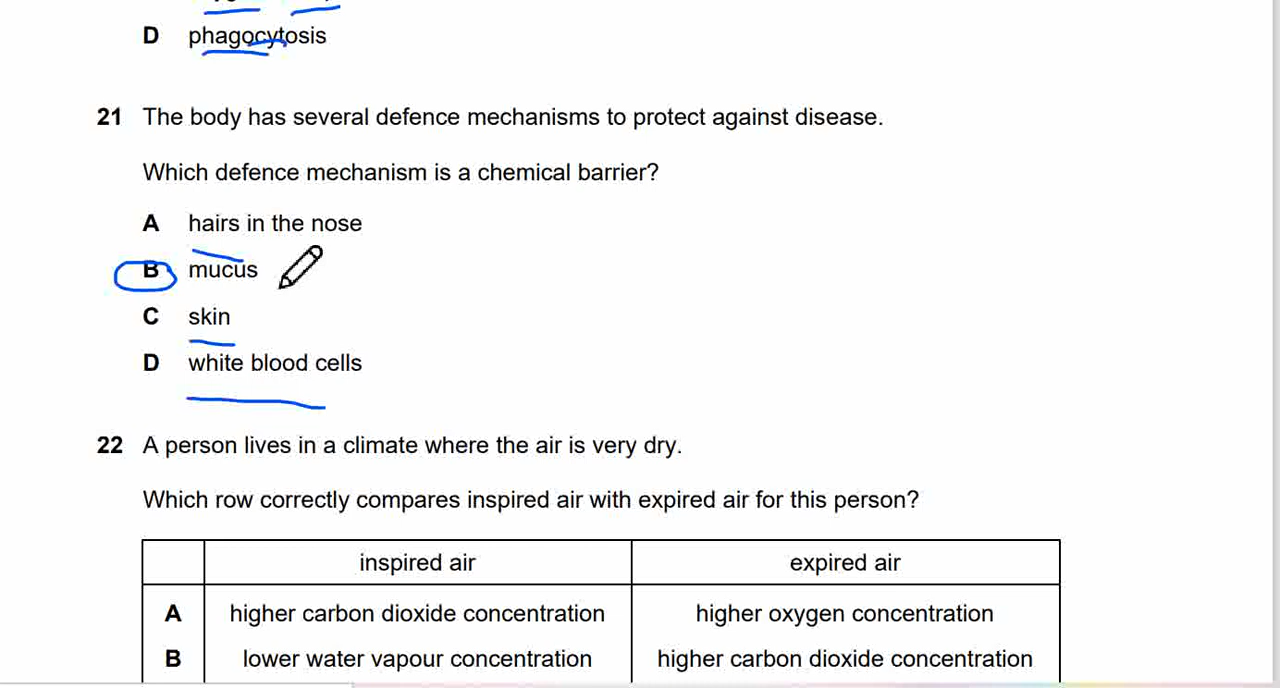 D phagocytosis
21 The body has several defence mechanisms to protect against disease.
Which defence mechanism is a chemical barrier?
A hairs in the nose
B mucus
C skin
D white blood cells
22 A person lives in a climate where the air is very dry.
Which row correctly compares inspired air with expired air for this person?
inspired air expired air
A higher carbon dioxide concentration higher oxygen concentration
B lower water vapour concentration higher carbon dioxide concentration